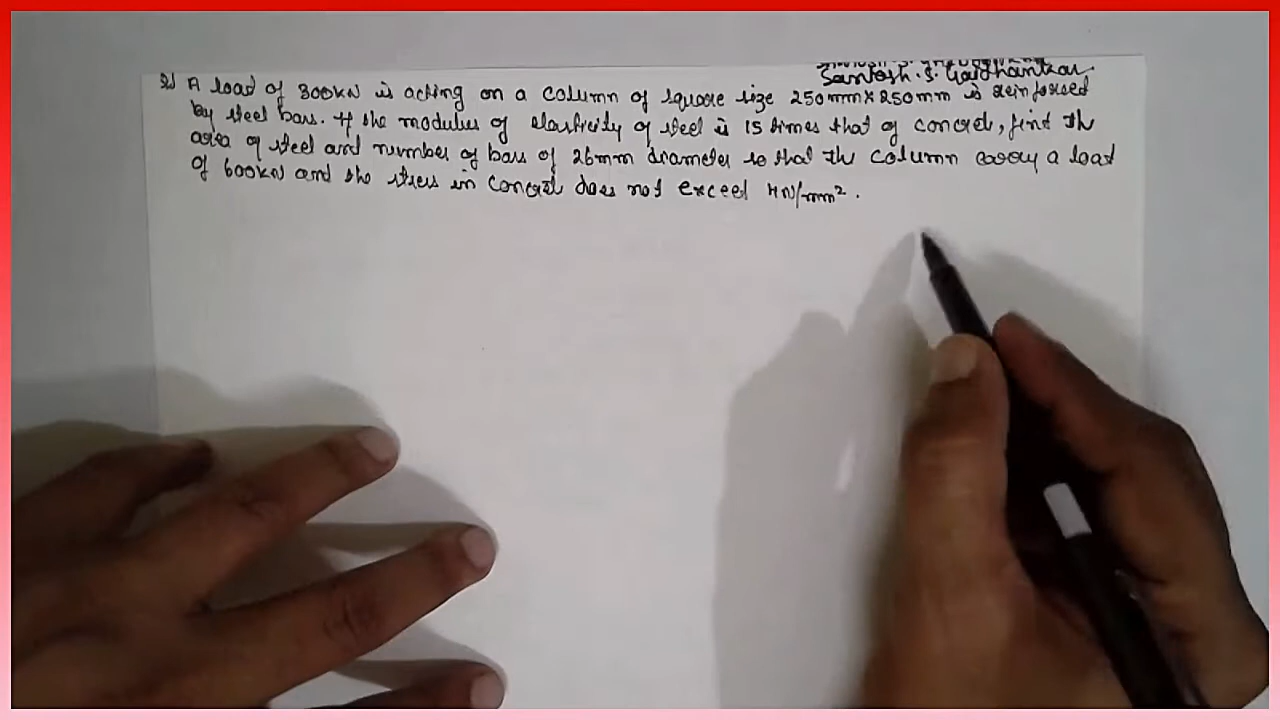 Santosh. S. Gaidhankar.
2) A load of 300kN is acting on a column of square size 250mm×250mm is reinforced
by steel bars. If the modulus of elasticity of steel is 15 times that of concrete, find the
area of steel and number of bars of 26mm diameter so that the column carry a load
of 600kN and the stress in concrete does not exceed 4N/mm².